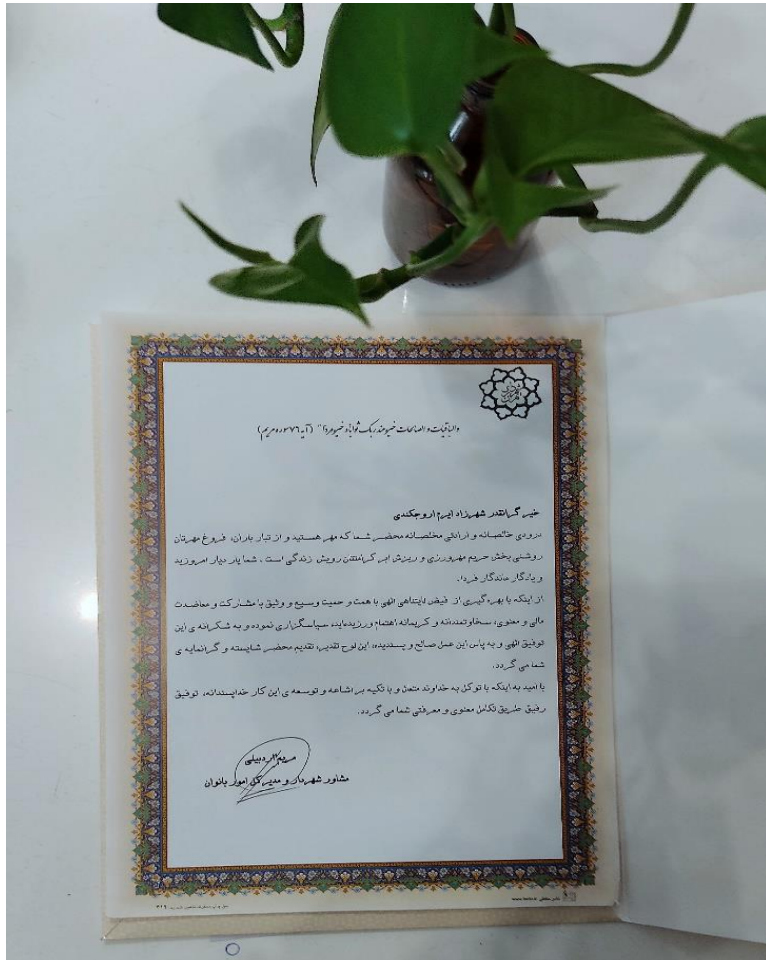 والباقیات و الصالحات خیر عند ربک ثوابا و خیر مردا" (آیه ۷۶ سوره مریم)
خیر گرانقدر شهرزاد ایرم اروجکندی
درودی خالصانه و ارادتی مخلصانه محضر شما که مهر هستید و از تبار باران، فروغ مهرتان
روشنی بخش حریم مهرورزی و ریزش ابر کرامتتان رویش زندگی است . شما یار دیار امروزید
و یادگار ماندگار فردا.
از اینکه با بهره گیری از فیض لایتناهی الهی با همت و حمیت وسیع و وثیق با مشارکت و معاضدت
مالی و معنوی، سخاوتمندانه و کریمانه اهتمام ورزیده‌اید، سپاسگزاری نموده و به شکرانه ی این
توفیق الهی و به پاس این عمل صالح و پسندیده، این لوح تقدیر، تقدیم محضر شایسته و گرانمایه ی
شما می گردد.
با امید به اینکه با توکل به خداوند متعال و با تکیه بر اشاعه و توسعه ی این کار خداپسندانه، توفیق
رفیق طریق تکامل معنوی و معرفتی شما می گردد.
مریم اردبیلی
مشاور شهردار و مدیر کل امور بانوان